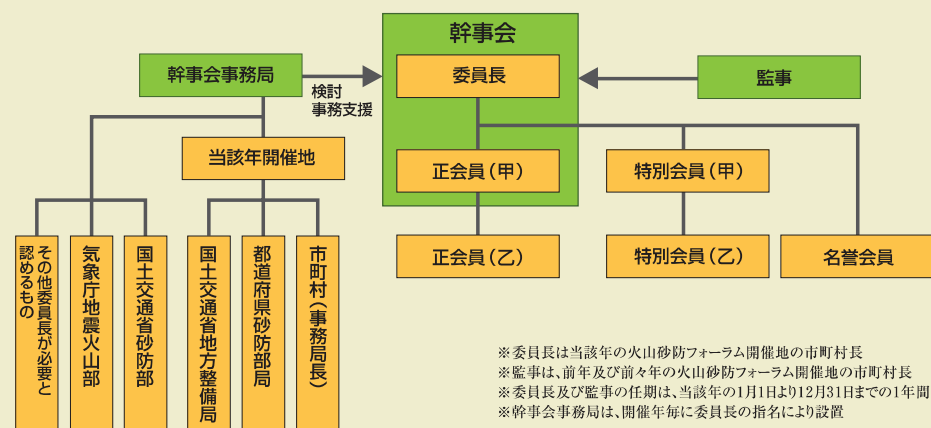 幹事会
幹事会事務局
検討
事務支援
委員長
監事
当該年開催地
正会員（甲）
特別会員（甲）
正会員（乙）
特別会員（乙）
名誉会員
その他委員長が必要と
認めるもの
気象庁地震火山部
国土交通省砂防部
国土交通省地方整備局
都道府県砂防部局
市町村（事務局長）
※委員長は当該年の火山砂防フォーラム開催地の市町村長
※監事は、前年及び前々年の火山砂防フォーラム開催地の市町村長
※委員長及び監事の任期は、当該年の1月1日より12月31日までの1年間
※幹事会事務局は、開催年毎に委員長の指名により設置